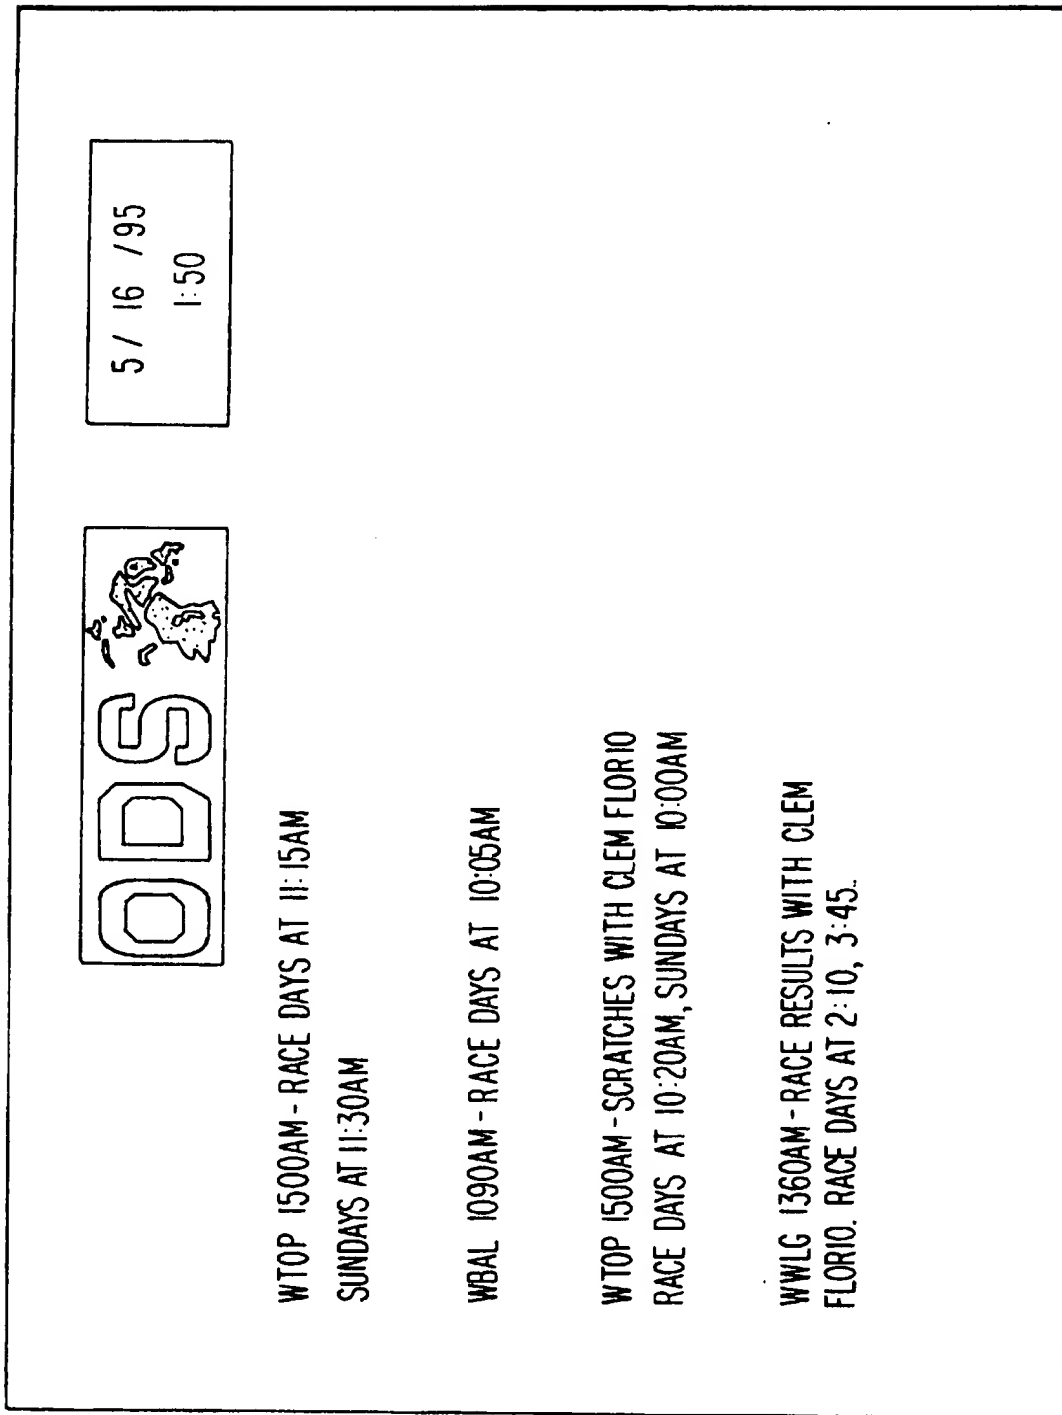 ODS
5/ 16 /95
1:50
WTOP 1500AM-RACE DAYS AT 11:15AM
SUNDAYS AT 11:30AM
WBAL 1090AM-RACE DAYS AT 10:05AM
WTOP 1500AM-SCRATCHES WITH CLEM FLORIO
RACE DAYS AT 10:20AM, SUNDAYS AT 10:00AM
WWLG 1360AM-RACE RESULTS WITH CLEM
FLORIO. RACE DAYS AT 2:10, 3:45..